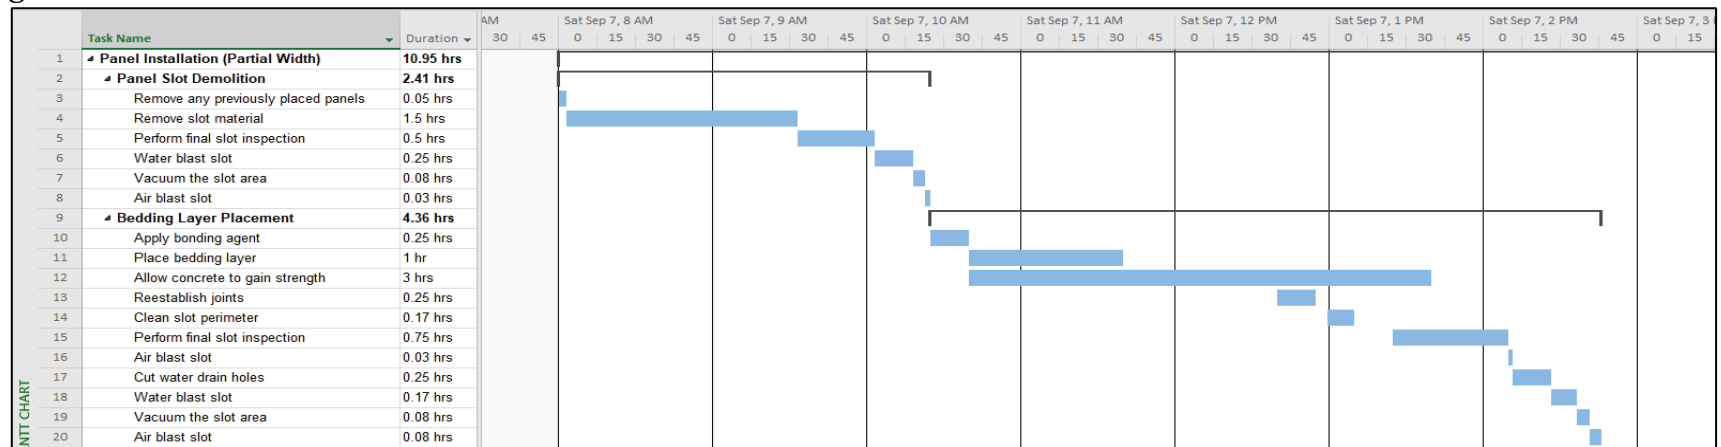 AM Sat Sep 7, 8 AM Sat Sep 7, 9 AM Sat Sep 7, 10 AM Sat Sep 7, 11 AM Sat Sep 7, 12 PM Sat Sep 7, 1 PM Sat Sep 7, 2 PM Sat Sep 7, 3
Task Name Duration 30 45 0 15 30 45 0 15 30 45 0 15 30 45 0 15 30 45 0 15 30 45 0 15 30 45 0 15 30 45 0 15
1 Panel Installation (Partial Width) 10.95 hrs
2 Panel Slot Demolition 2.41 hrs
3 Remove any previously placed panels 0.05 hrs
4 Remove slot material 1.5 hrs
5 Perform final slot inspection 0.5 hrs
6 Water blast slot 0.25 hrs
7 Vacuum the slot area 0.08 hrs
8 Air blast slot 0.03 hrs
9 Bedding Layer Placement 4.36 hrs
10 Apply bonding agent 0.25 hrs
11 Place bedding layer 1 hr
12 Allow concrete to gain strength 3 hrs
13 Reestablish joints 0.25 hrs
14 Clean slot perimeter 0.17 hrs
15 Perform final slot inspection 0.75 hrs
16 Air blast slot 0.03 hrs
17 Cut water drain holes 0.25 hrs
18 Water blast slot 0.17 hrs
19 Vacuum the slot area 0.08 hrs
20 Air blast slot 0.08 hrs
NTT CHART